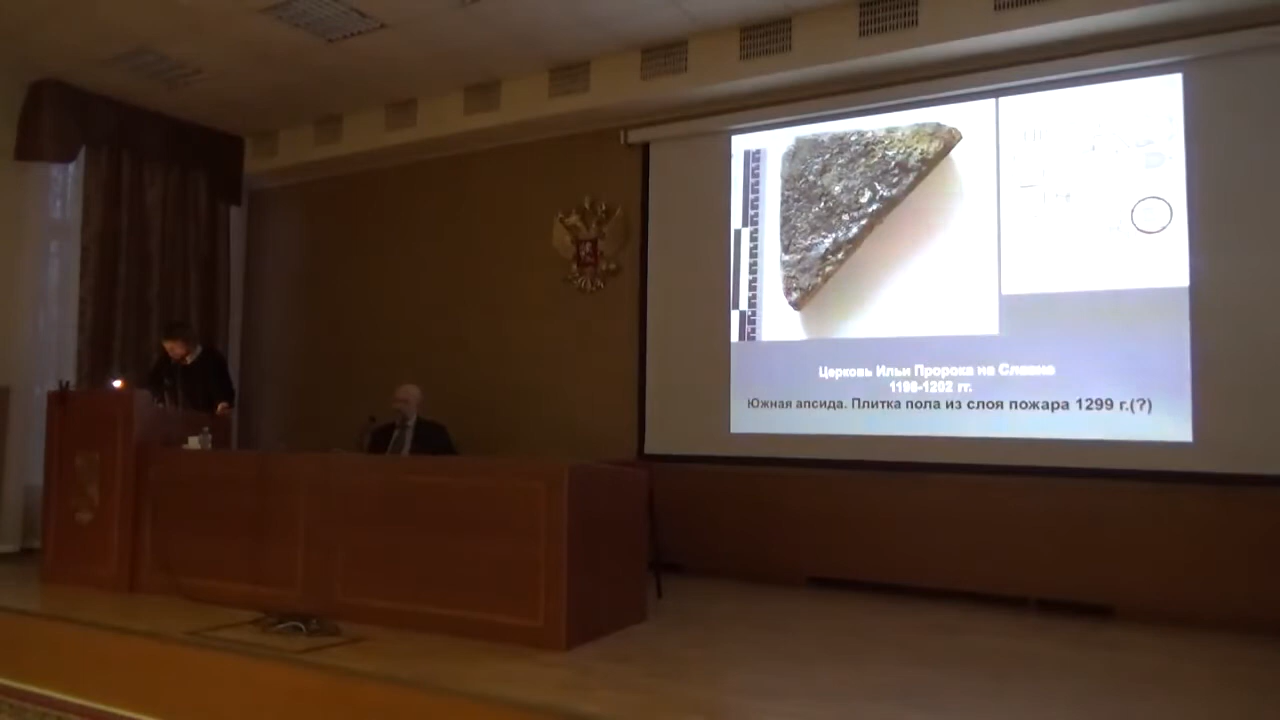 Церковь Ильи Пророка на Славне
1198-1202 гг.
Южная апсида. Плитка пола из слоя пожара 1299 г.(?)